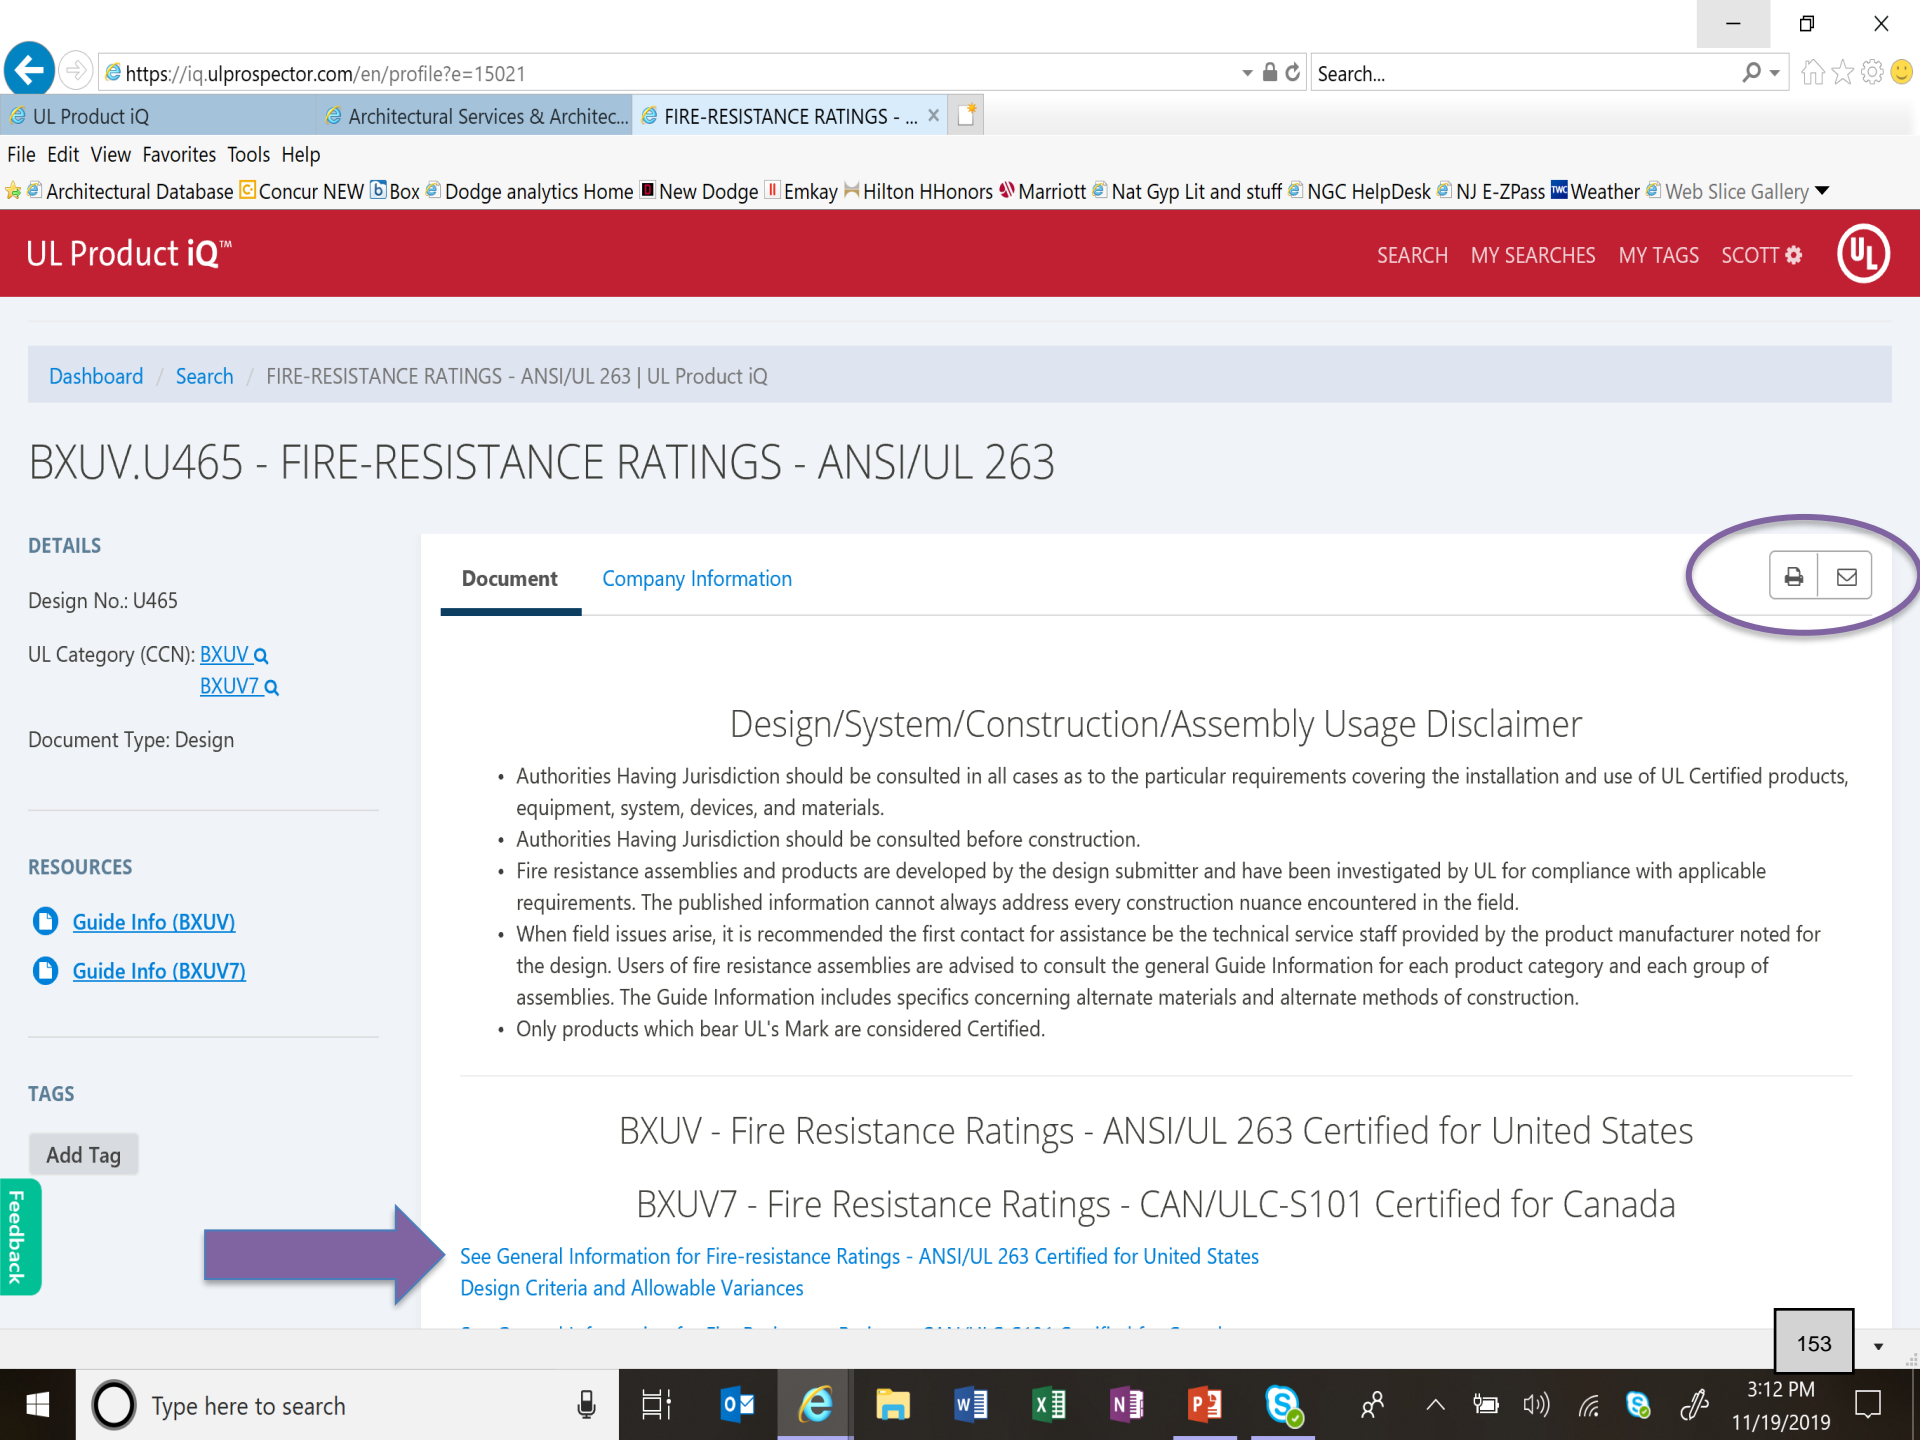 https://iq.ulprospector.com/en/profile?e=15021
Search...
UL Product iQ
Architectural Services & Architec...
FIRE-RESISTANCE RATINGS - ...
File Edit View Favorites Tools Help
Architectural Database Concur NEW Box Dodge analytics Home New Dodge Emkay Hilton HHonors Marriott Nat Gyp Lit and stuff NGC HelpDesk NJ E-ZPass Weather Web Slice Gallery
UL Product iQ™
SEARCH MY SEARCHES MY TAGS SCOTT
UL
Dashboard / Search / FIRE-RESISTANCE RATINGS - ANSI/UL 263 | UL Product iQ
BXUV.U465 - FIRE-RESISTANCE RATINGS - ANSI/UL 263
DETAILS
Design No.: U465
UL Category (CCN): BXUV
BXUV7
Document Type: Design
RESOURCES
Guide Info (BXUV)
Guide Info (BXUV7)
TAGS
Add Tag
Feedback
Document
Company Information
Design/System/Construction/Assembly Usage Disclaimer
• Authorities Having Jurisdiction should be consulted in all cases as to the particular requirements covering the installation and use of UL Certified products,
equipment, system, devices, and materials.
• Authorities Having Jurisdiction should be consulted before construction.
• Fire resistance assemblies and products are developed by the design submitter and have been investigated by UL for compliance with applicable
requirements. The published information cannot always address every construction nuance encountered in the field.
• When field issues arise, it is recommended the first contact for assistance be the technical service staff provided by the product manufacturer noted for
the design. Users of fire resistance assemblies are advised to consult the general Guide Information for each product category and each group of
assemblies. The Guide Information includes specifics concerning alternate materials and alternate methods of construction.
• Only products which bear UL's Mark are considered Certified.
BXUV - Fire Resistance Ratings - ANSI/UL 263 Certified for United States
BXUV7 - Fire Resistance Ratings - CAN/ULC-S101 Certified for Canada
See General Information for Fire-resistance Ratings - ANSI/UL 263 Certified for United States
Design Criteria and Allowable Variances
153
Type here to search
3:12 PM
11/19/2019